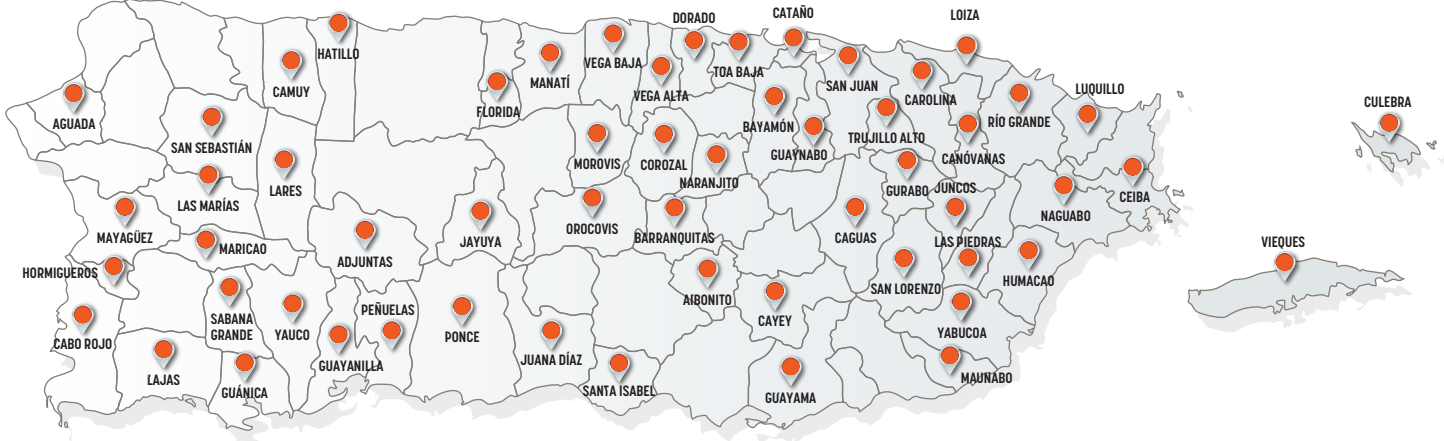 DORADO
CATAÑO
LOIZA
HATILLO
VEGA BAJA
TOA BAJA
MANATÍ
CAMUY
VEGA ALTA
SAN JUAN
CAROLINA
LUQUILLO
CULEBRA
FLORIDA
AGUADA
BAYAMÓN
RÍO GRANDE
TRUJILLO ALTO
SAN SEBASTIÁN
GUAYNABO
CANÓVANAS
MOROVIS
COROZAL
NARANJITO
LARES
GURABO
JUNCOS
CEIBA
LAS MARÍAS
NAGUABO
MAYAGÜEZ
JAYUYA
OROCOVIS
BARRANQUITAS
CAGUAS
LAS PIEDRAS
VIEQUES
MARICAO
ADJUNTAS
HORMIGUEROS
AIBONITO
SAN LORENZO
HUMACAO
SABANA
GRANDE
PEÑUELAS
YAUCO
PONCE
CAYEY
YABUCOA
CABO ROJO
GUAYANILLA
JUANA DÍAZ
LAJAS
GUÁNICA
SANTA ISABEL
GUAYAMA
MAUNABO